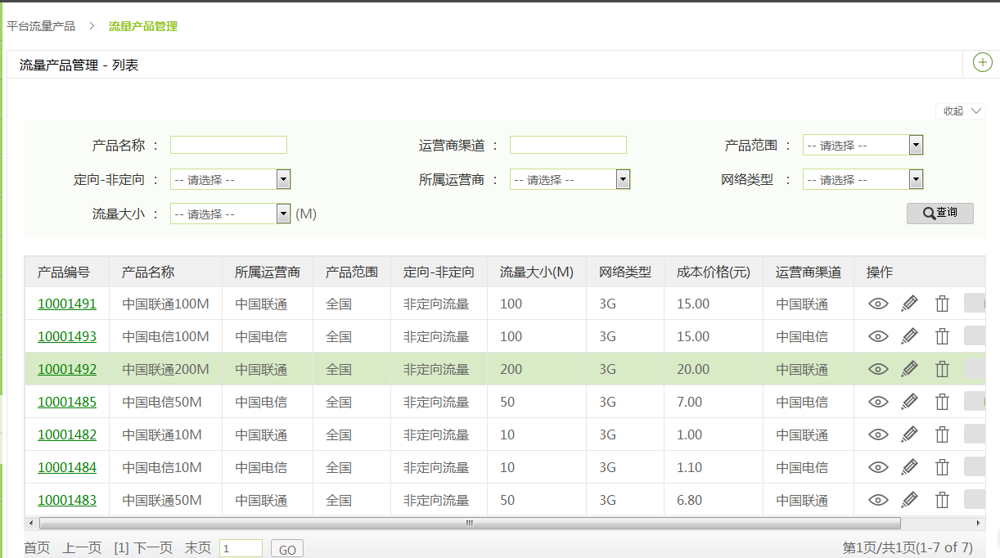 平台流量产品 > 流量产品管理
流量产品管理 - 列表
收起
产品名称 : 运营商渠道 : 产品范围 : -- 请选择 --
定向-非定向 : -- 请选择 -- 所属运营商 : -- 请选择 -- 网络类型 : -- 请选择 --
流量大小 : -- 请选择 -- (M) 查询
产品编号 产品名称 所属运营商 产品范围 定向-非定向 流量大小(M) 网络类型 成本价格(元) 运营商渠道 操作
10001491 中国联通100M 中国联通 全国 非定向流量 100 3G 15.00 中国联通
10001493 中国电信100M 中国电信 全国 非定向流量 100 3G 15.00 中国电信
10001492 中国联通200M 中国联通 全国 非定向流量 200 3G 20.00 中国联通
10001485 中国电信50M 中国电信 全国 非定向流量 50 3G 7.00 中国电信
10001482 中国联通10M 中国联通 全国 非定向流量 10 3G 1.00 中国联通
10001484 中国电信10M 中国电信 全国 非定向流量 10 3G 1.10 中国电信
10001483 中国联通50M 中国联通 全国 非定向流量 50 3G 6.80 中国联通
首页 上一页 [1] 下一页 末页 1 GO 第1页/共1页(1-7 of 7)